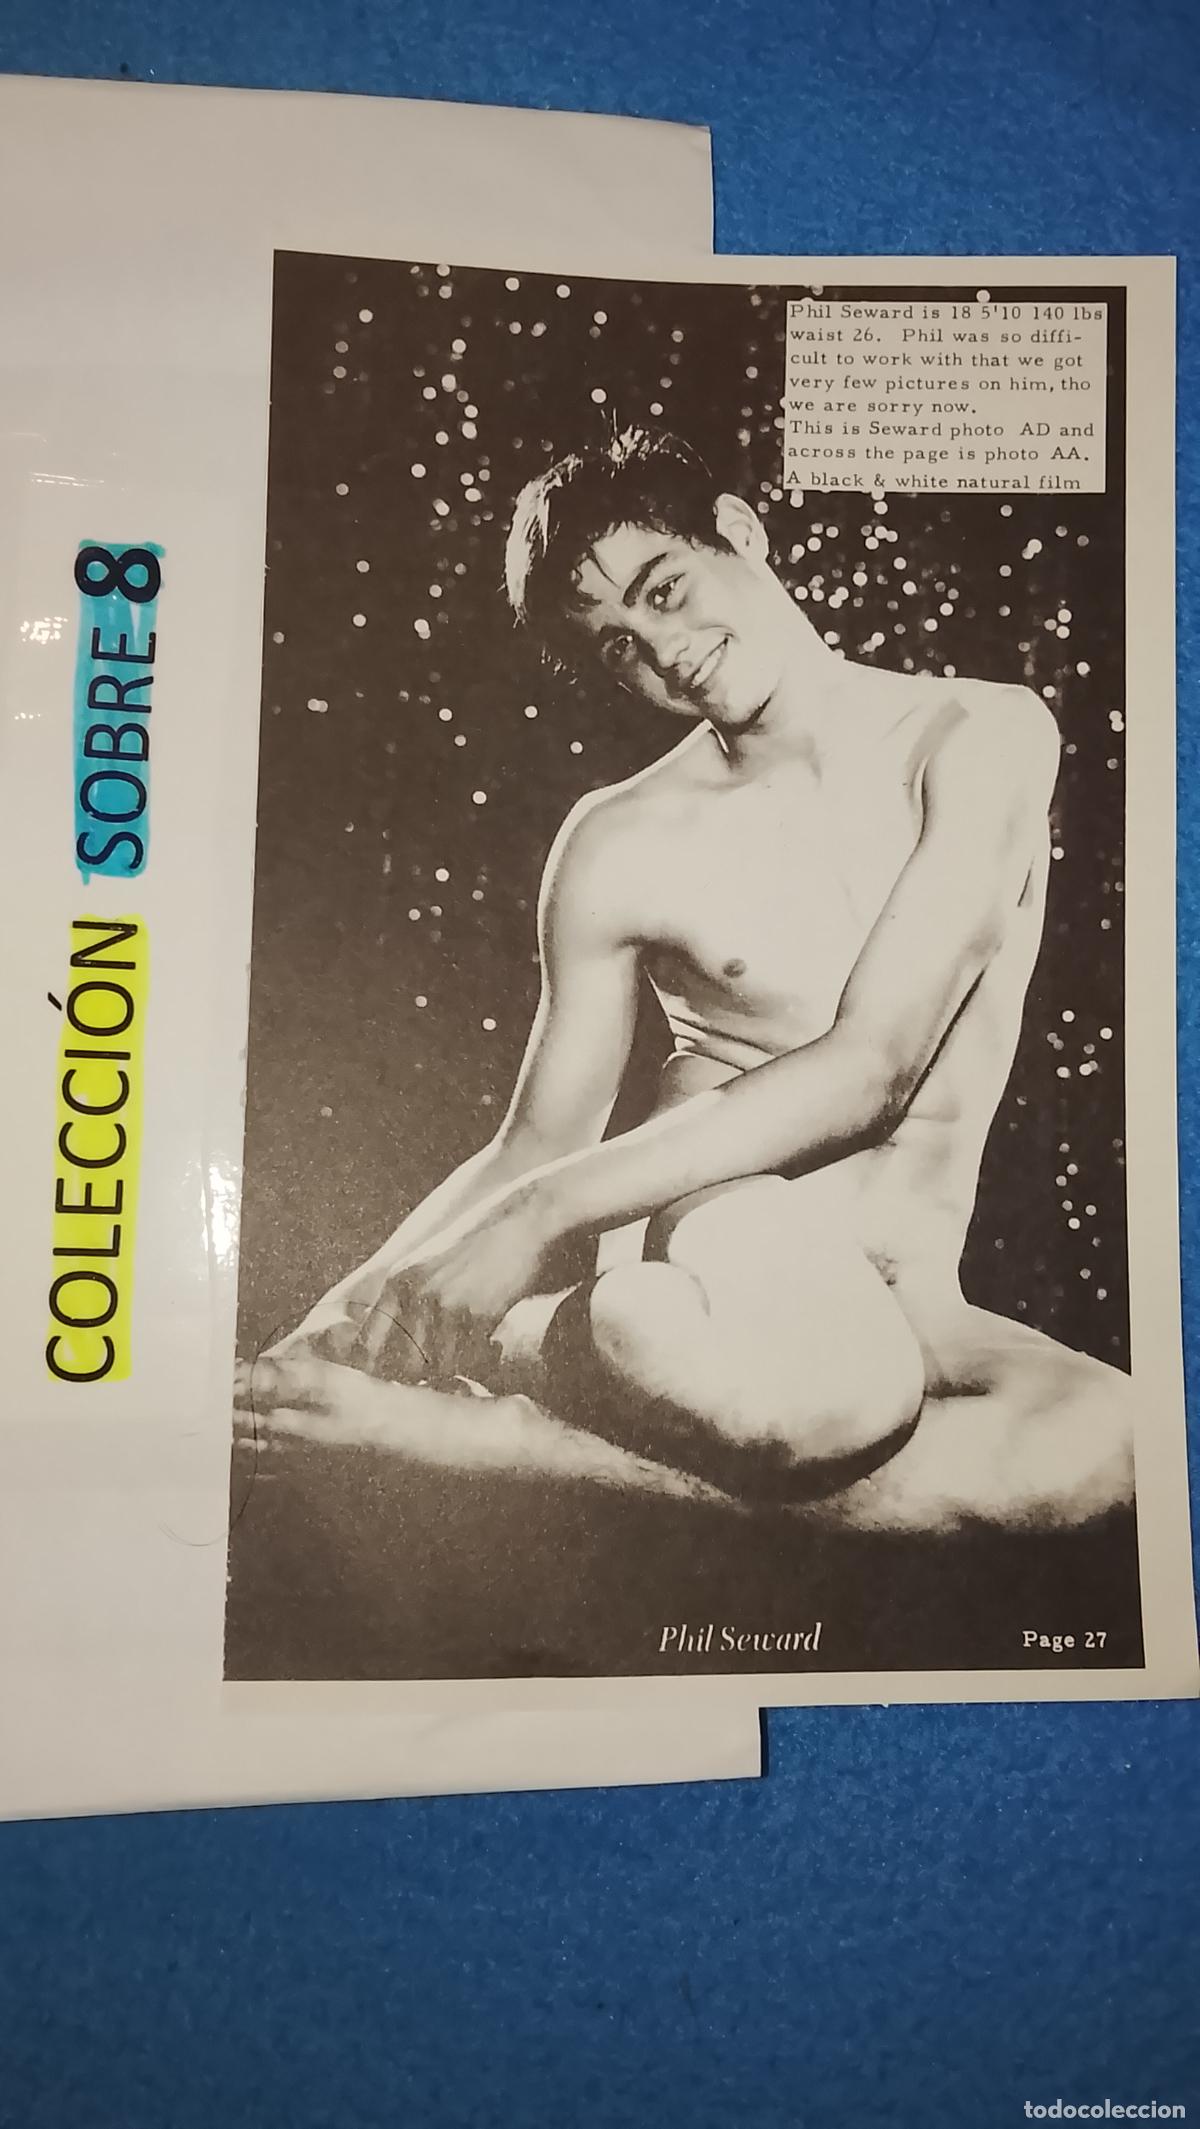 COLECCIÓN SOBRE 8
Phil Seward is 18 5'10 140 lbs
waist 26. Phil was so diffi-
cult to work with that we got
very few pictures on him, tho
we are sorry now.
This is Seward photo AD and
across the page is photo AA.
A black & white natural film
Phil Seward
Page 27
todocoleccion